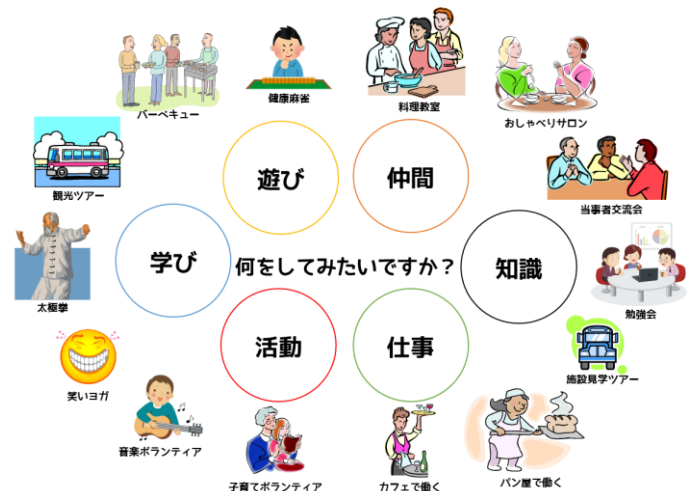 バーベキュー
健康麻雀
料理教室
おしゃべりサロン
観光ツアー
遊び
仲間
当事者交流会
太極拳
学び
何をしてみたいですか？
知識
勉強会
笑いヨガ
活動
仕事
施設見学ツアー
音楽ボランティア
子育てボランティア
カフェで働く
パン屋で働く